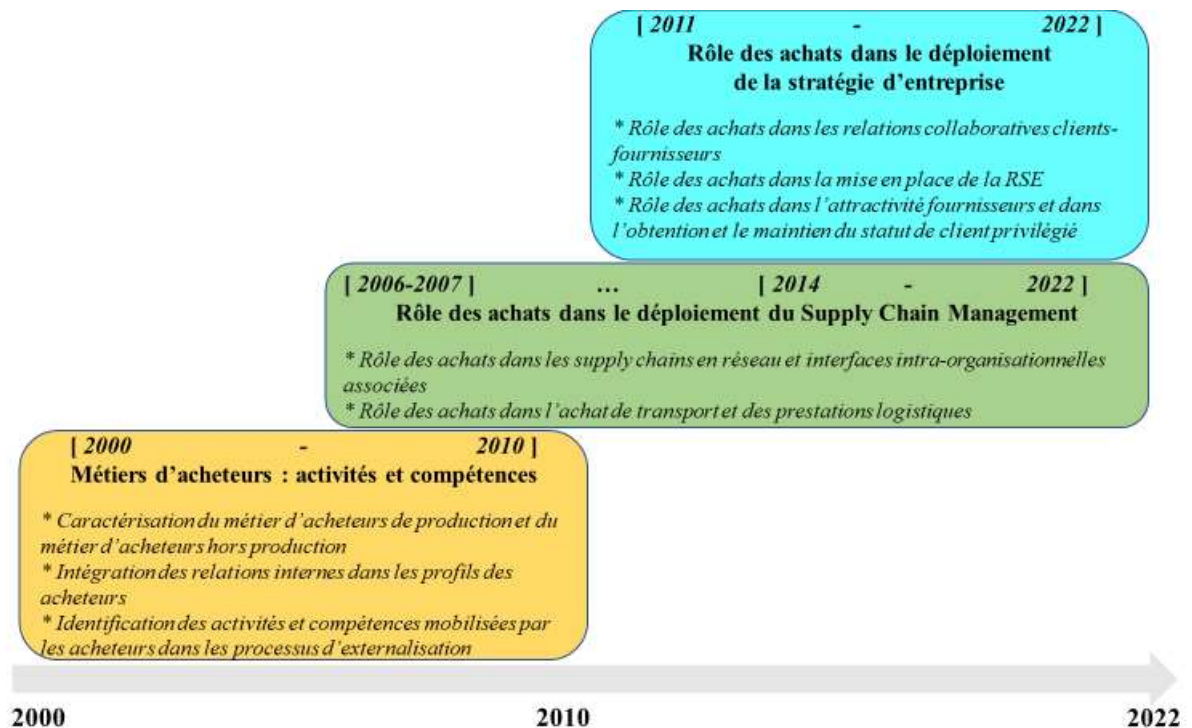 [ 2011 - 2022 ]
Rôle des achats dans le déploiement
de la stratégie d'entreprise
* Rôle des achats dans les relations collaboratives clients-
fournisseurs
* Rôle des achats dans la mise en place de la RSE
* Rôle des achats dans l'attractivité fournisseurs et dans
l'obtention et le maintien du statut de client privilégié
[ 2006-2007 ] ... [ 2014 - 2022 ]
Rôle des achats dans le déploiement du Supply Chain Management
* Rôle des achats dans les supply chains en réseau et interfaces intra-organisationnelles
associées
* Rôle des achats dans l'achat de transport et des prestations logistiques
[ 2000 - 2010 ]
Métiers d'acheteurs : activités et compétences
* Caractérisation du métier d'acheteurs de production et du
métier d'acheteurs hors production
* Intégration des relations internes dans les profils des
acheteurs
* Identification des activités et compétences mobilisées par
les acheteurs dans les processus d'externalisation
2000 2010 2022